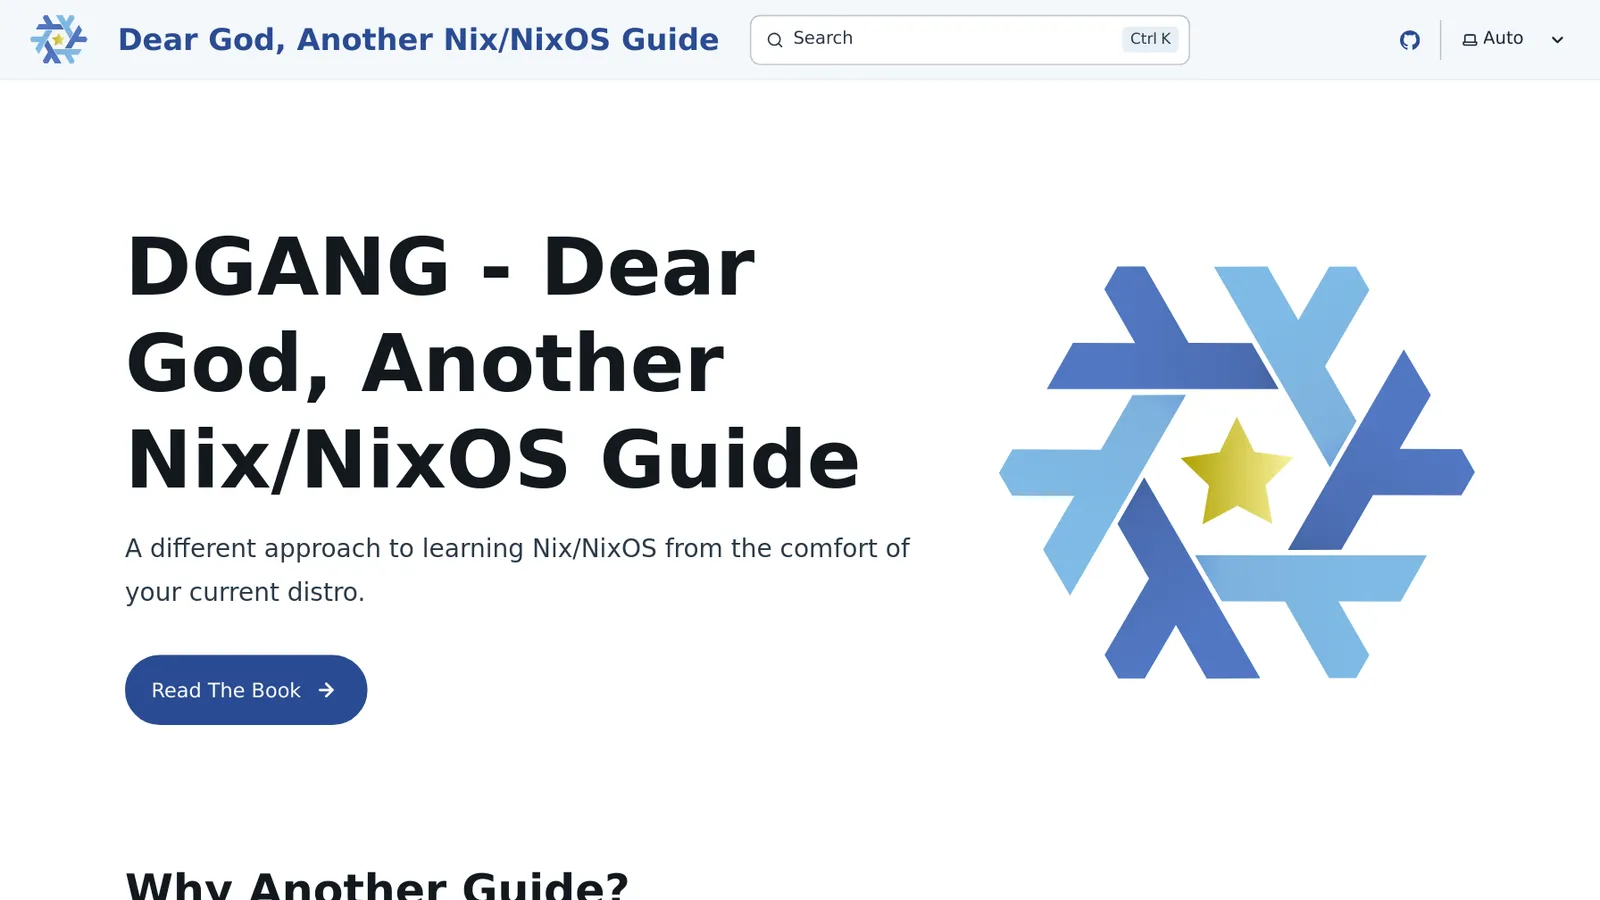 Dear God, Another Nix/NixOS Guide
Search
Ctrl K
Auto
DGANG - Dear
God, Another
Nix/NixOS Guide
A different approach to learning Nix/NixOS from the comfort of
your current distro.
Read The Book
Why Another Guide?